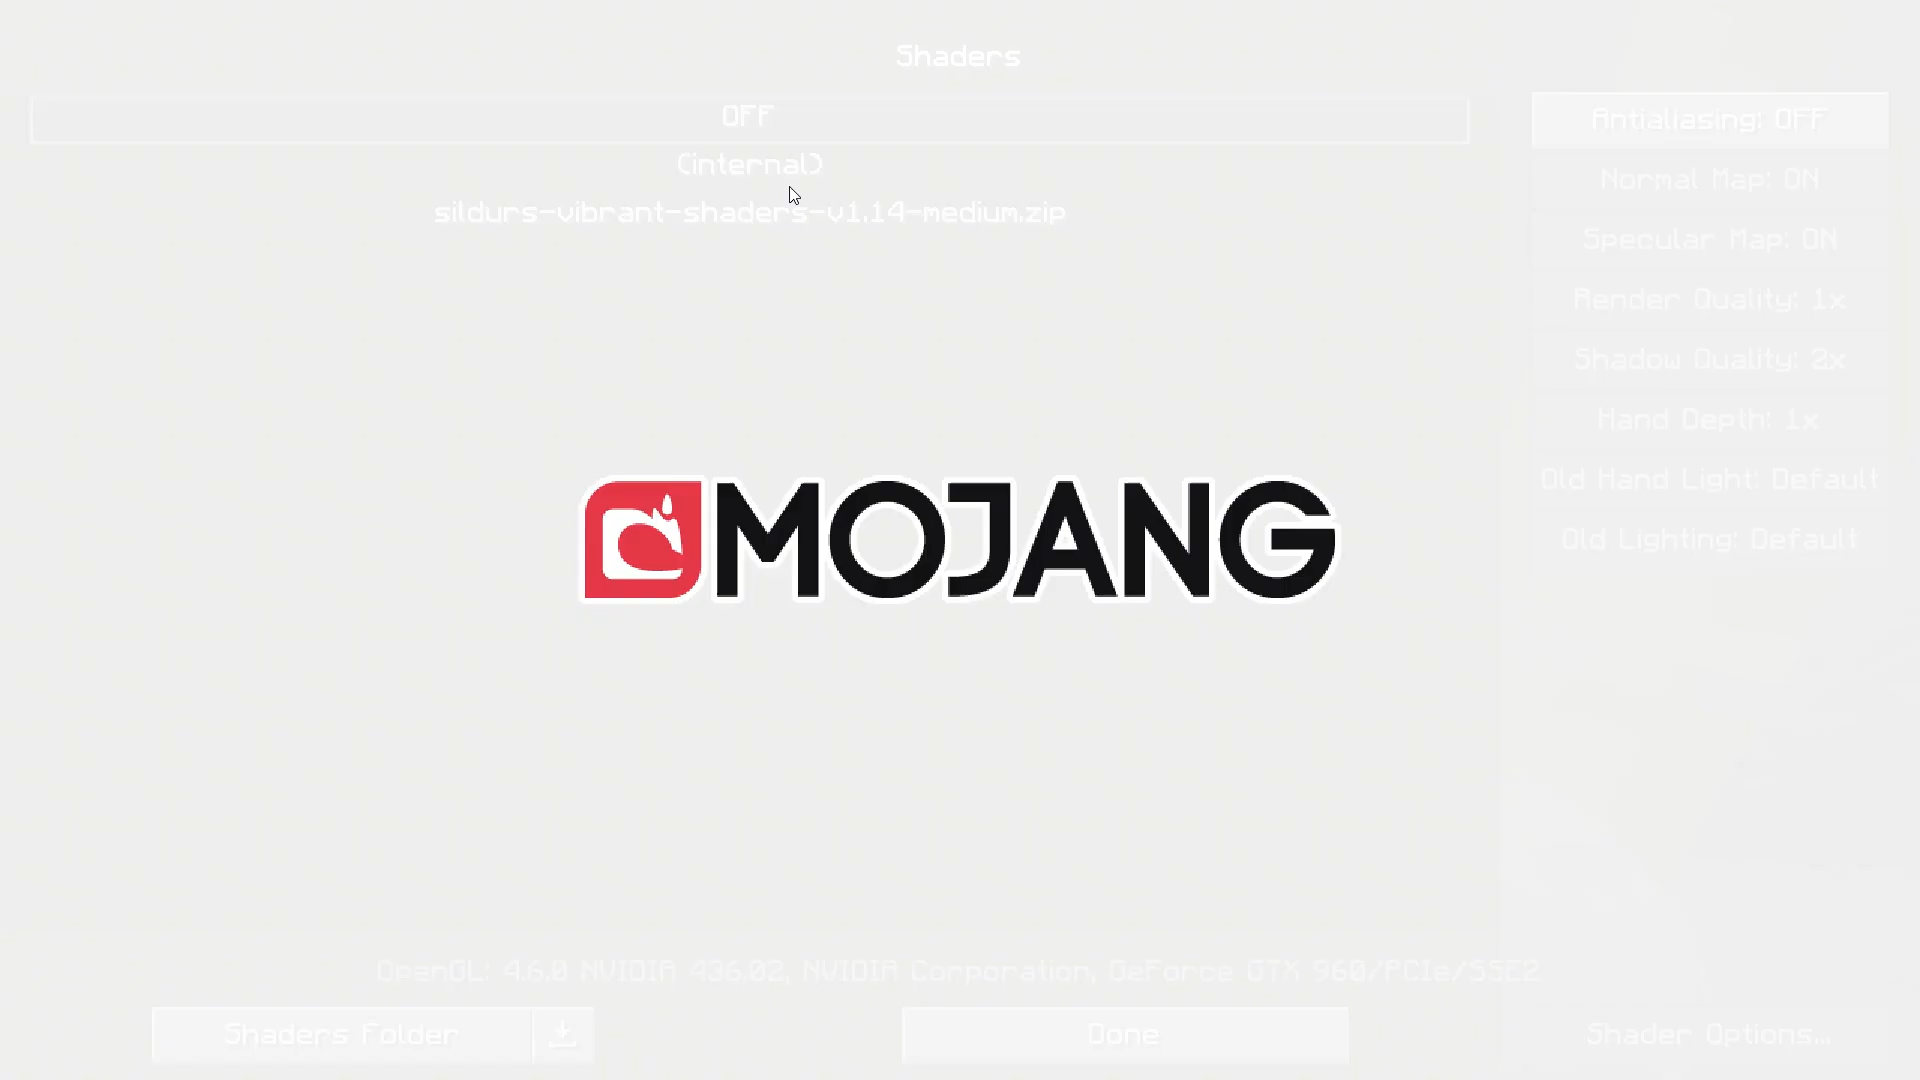 Shaders
OFF
(internal)
sildurs-vibrant-shaders-v1.14-medium.zip
Antialiasing: OFF
Normal Map: ON
Specular Map: ON
Render Quality: 1x
Shadow Quality: 2x
Hand Depth: 1x
Old Hand Light: Default
Old Lighting: Default
MOJANG
OpenGL: 4.6.0 NVIDIA 436.02, NVIDIA Corporation, GeForce GTX 960/PCIe/SSE2
Shaders Folder
Done
Shader Options...